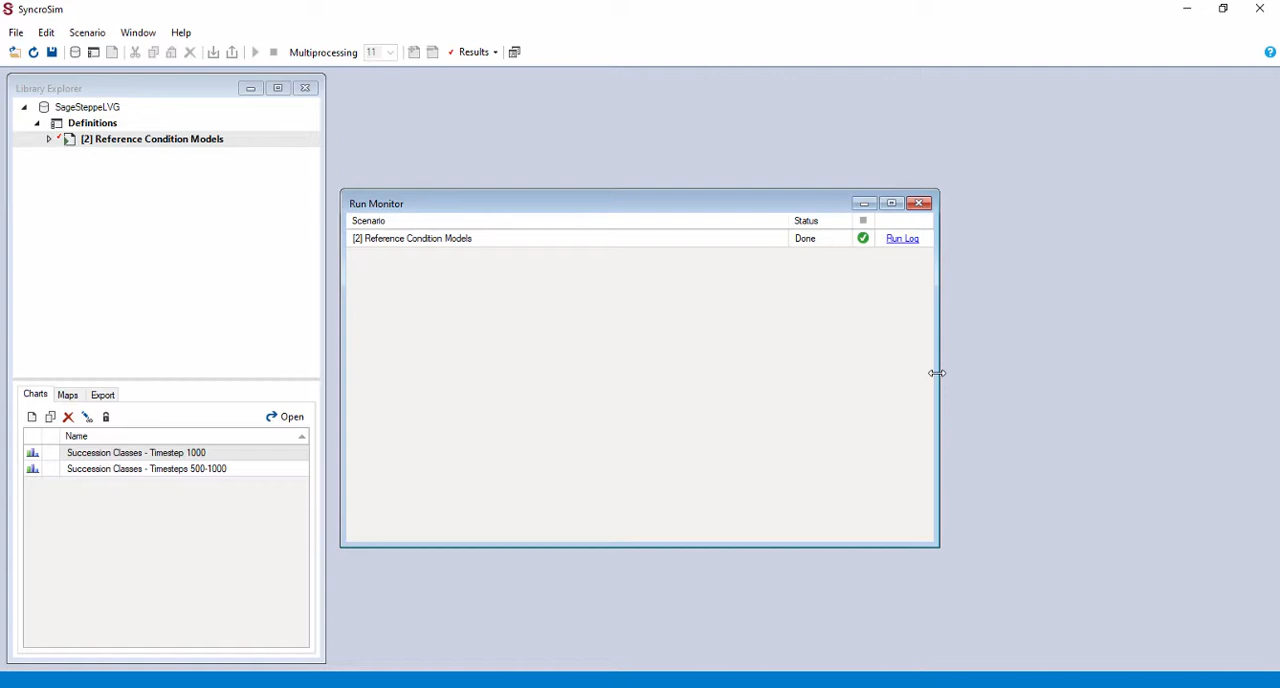 SyncroSim
File Edit Scenario Window Help
Multiprocessing 11 Results
Library Explorer
SageSteppeLVG
Definitions
[2] Reference Condition Models
Run Monitor
Scenario Status
[2] Reference Condition Models Done Run Log
Charts Maps Export
Open
Name
Succession Classes - Timestep 1000
Succession Classes - Timesteps 500-1000